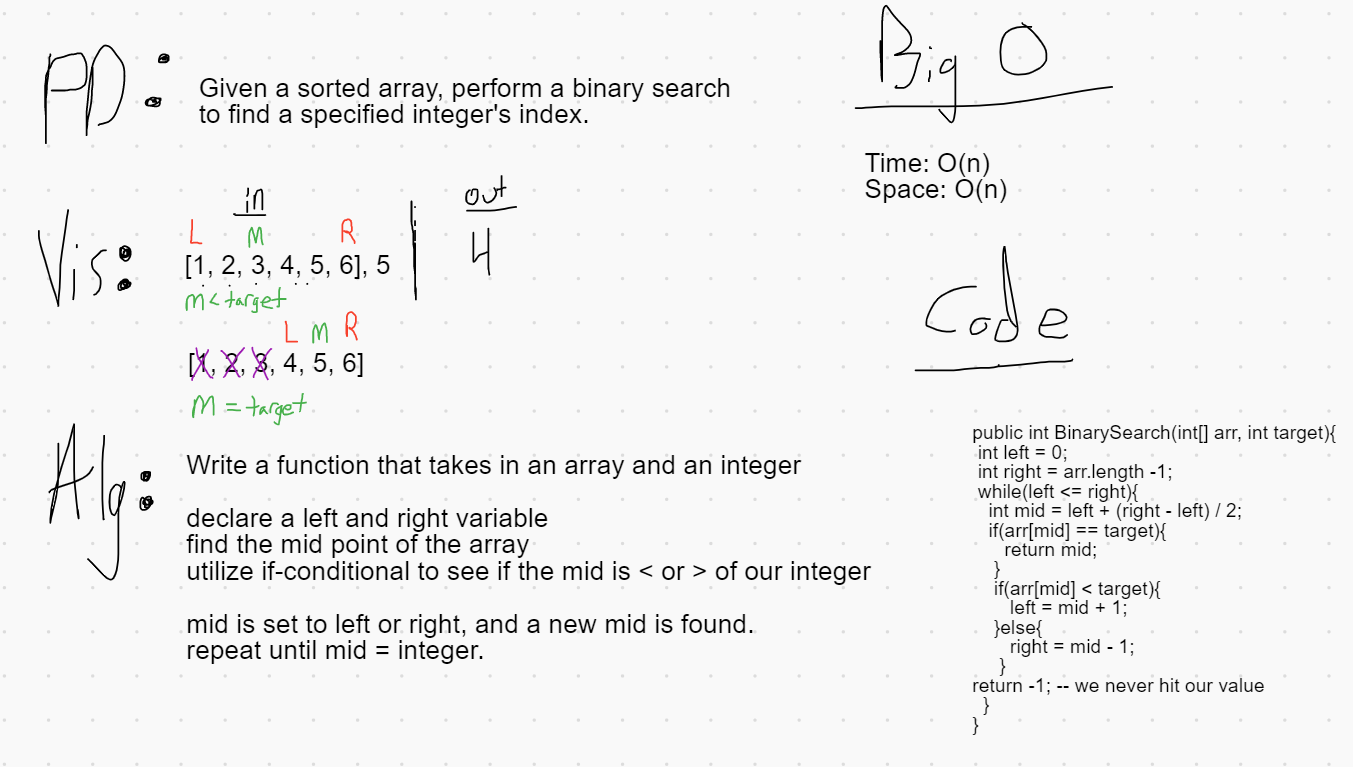 PD:
Given a sorted array, perform a binary search
to find a specified integer's index.
Vis:
in
L M R
[1, 2, 3, 4, 5, 6], 5
m < target
L M R
[1, 2, 3, 4, 5, 6]
M = target
out
4
Alg:
Write a function that takes in an array and an integer
declare a left and right variable
find the mid point of the array
utilize if-conditional to see if the mid is < or > of our integer
mid is set to left or right, and a new mid is found.
repeat until mid = integer.
Big O
Time: O(n)
Space: O(n)
Code
public int BinarySearch(int[] arr, int target){
int left = 0;
int right = arr.length -1;
while(left <= right){
int mid = left + (right - left) / 2;
if(arr[mid] == target){
return mid;
}
if(arr[mid] < target){
left = mid + 1;
}else{
right = mid - 1;
}
return -1; -- we never hit our value
}
}